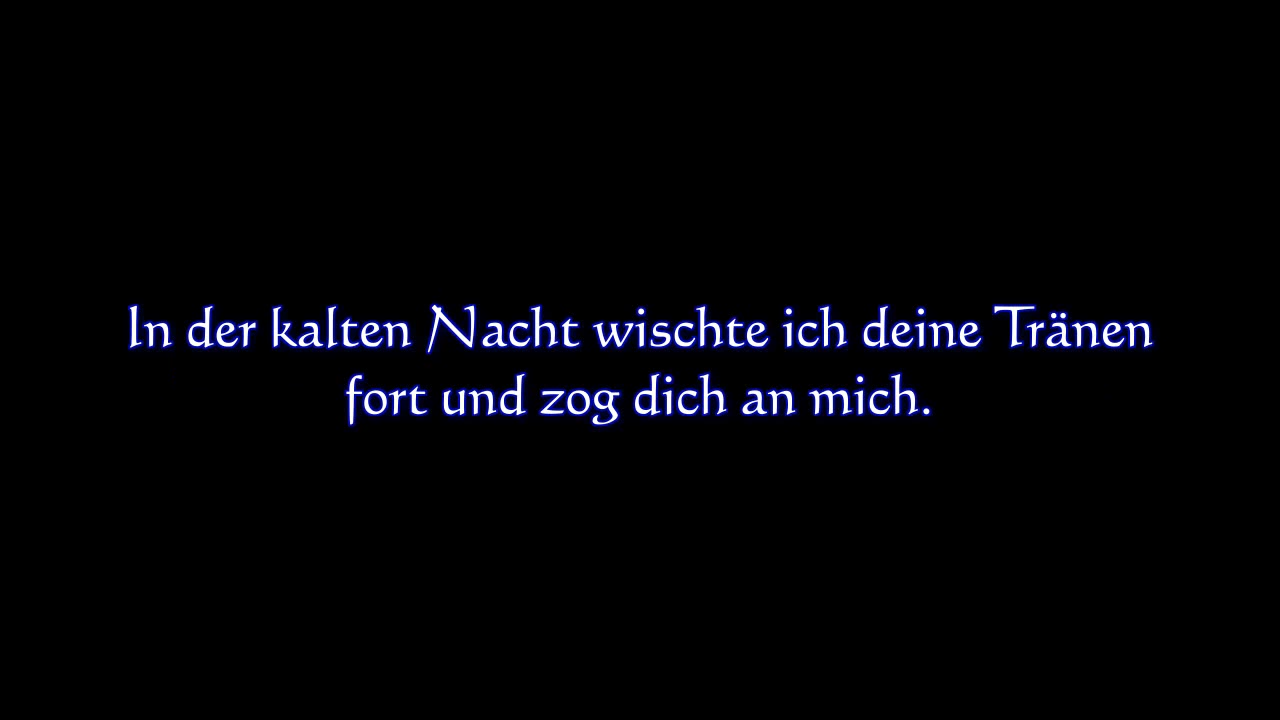 In der kalten Nacht wischte ich deine Tränen
fort und zog dich an mich.